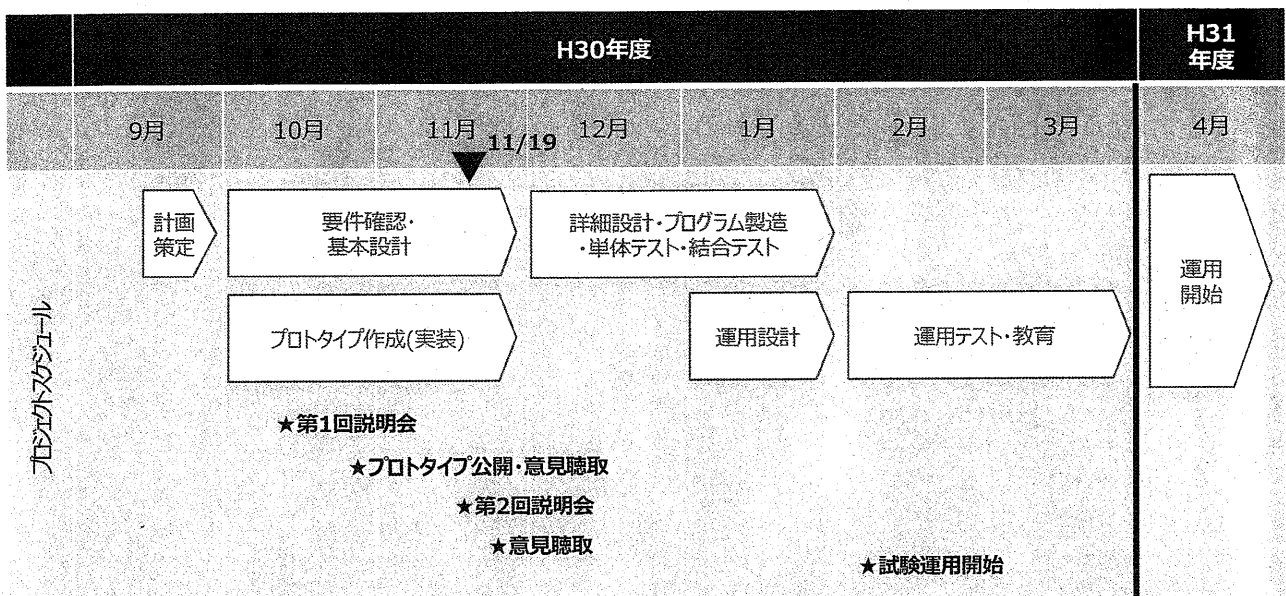 H30年度
H31
年度
9月
10月
11月
12月
1月
2月
3月
4月
11/19
プロジェクトスケジュール
計画
策定
要件確認・
基本設計
詳細設計・プログラム製造
・単体テスト・結合テスト
運用
開始
プロトタイプ作成(実装)
運用設計
運用テスト・教育
★第1回説明会
★プロトタイプ公開・意見聴取
★第2回説明会
★意見聴取
★試験運用開始